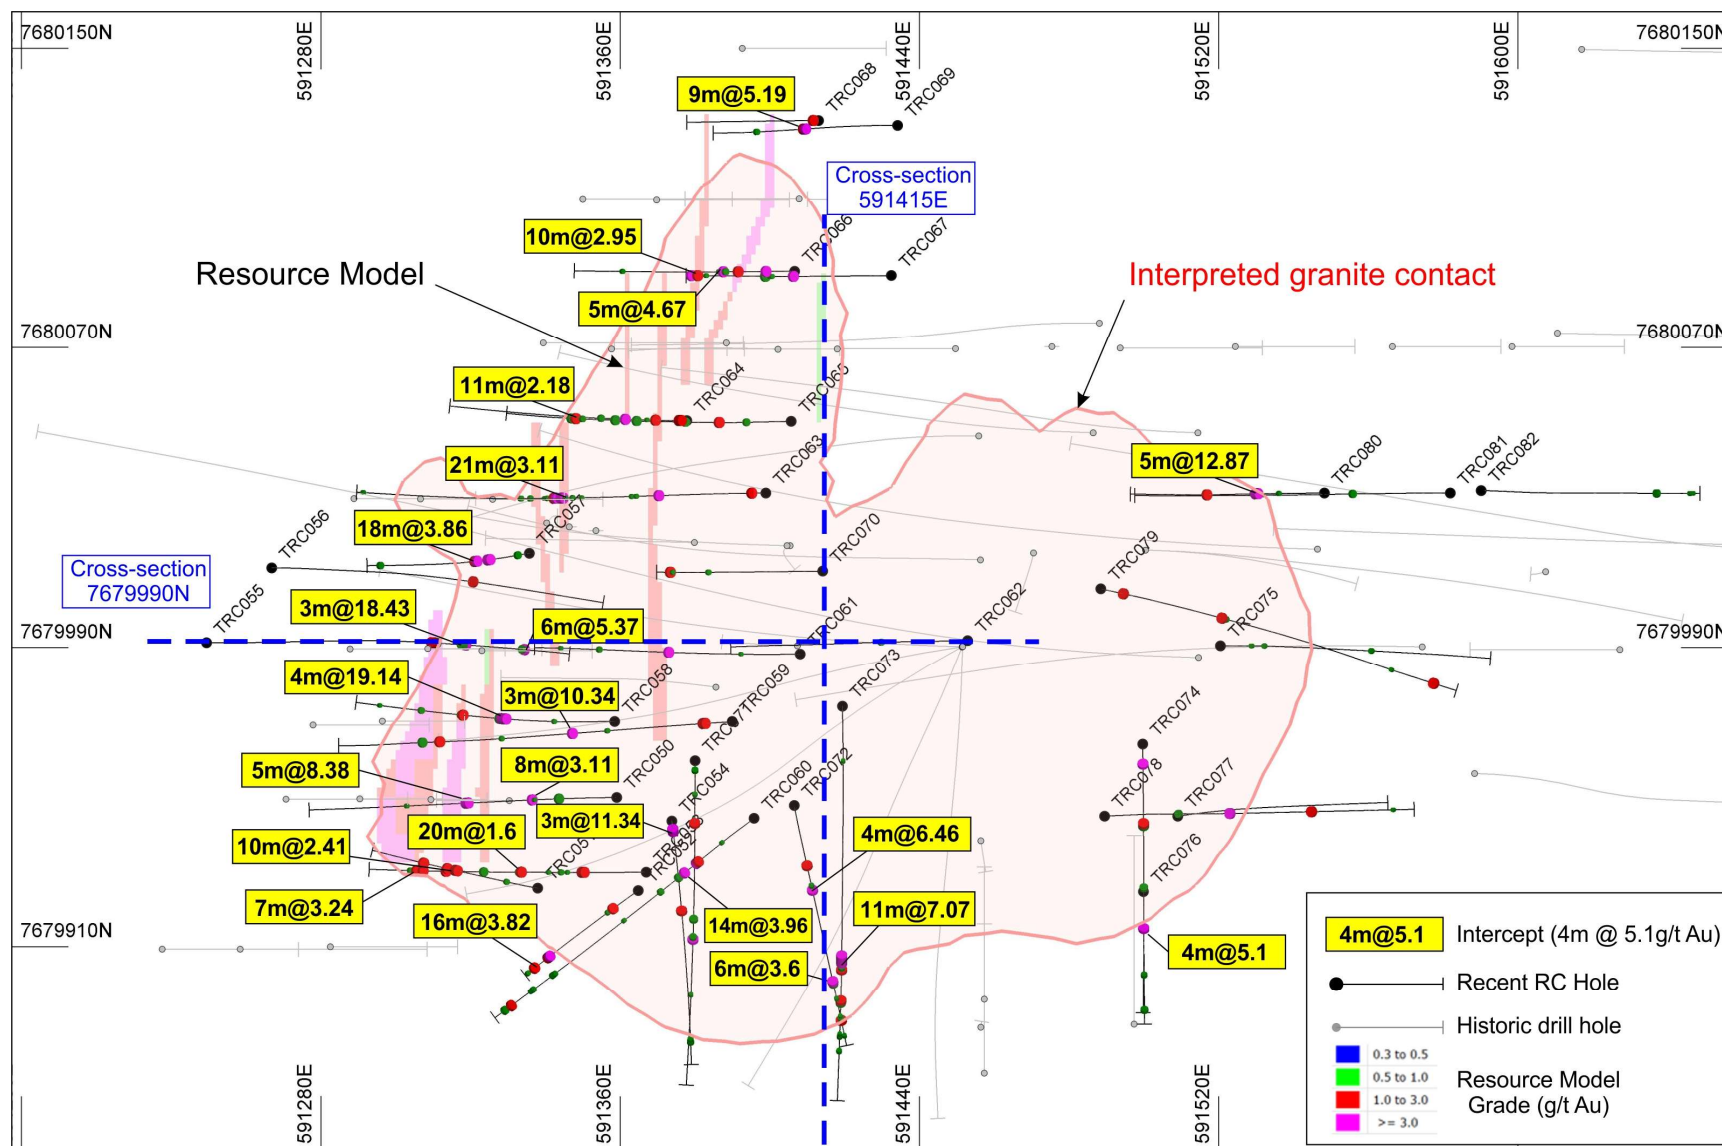 591280E
591360E
591440E
591520E
591600E
7680150N
7680150N
TRC068
TRC069
9m@5.19
Cross-section
591415E
TRC066
TRC067
10m@2.95
Resource Model
5m@4.67
Interpreted granite contact
7680070N
7680070N
TRC064
TRC065
11m@2.18
TRC063
21m@3.11
5m@12.87
TRC080
TRC081
TRC082
TRC056
18m@3.86
TRC057
TRC070
TRC079
Cross-section
7679990N
TRC055
3m@18.43
6m@5.37
TRC061
TRC062
TRC075
7679990N
7679990N
4m@19.14
3m@10.34
TRC058
TRC059
TRC071
TRC073
TRC074
5m@8.38
8m@3.11
TRC050
TRC054
TRC060
TRC072
TRC078
TRC077
3m@11.34
10m@2.41
20m@1.6
4m@6.46
TRC052
TRC076
7m@3.24
16m@3.82
14m@3.96
11m@7.07
7679910N
6m@3.6
4m@5.1
4m@5.1
Intercept (4m @ 5.1g/t Au)
Recent RC Hole
Historic drill hole
0.3 to 0.5
0.5 to 1.0
1.0 to 3.0
>= 3.0
Resource Model
Grade (g/t Au)
591280E
591360E
591440E
591520E